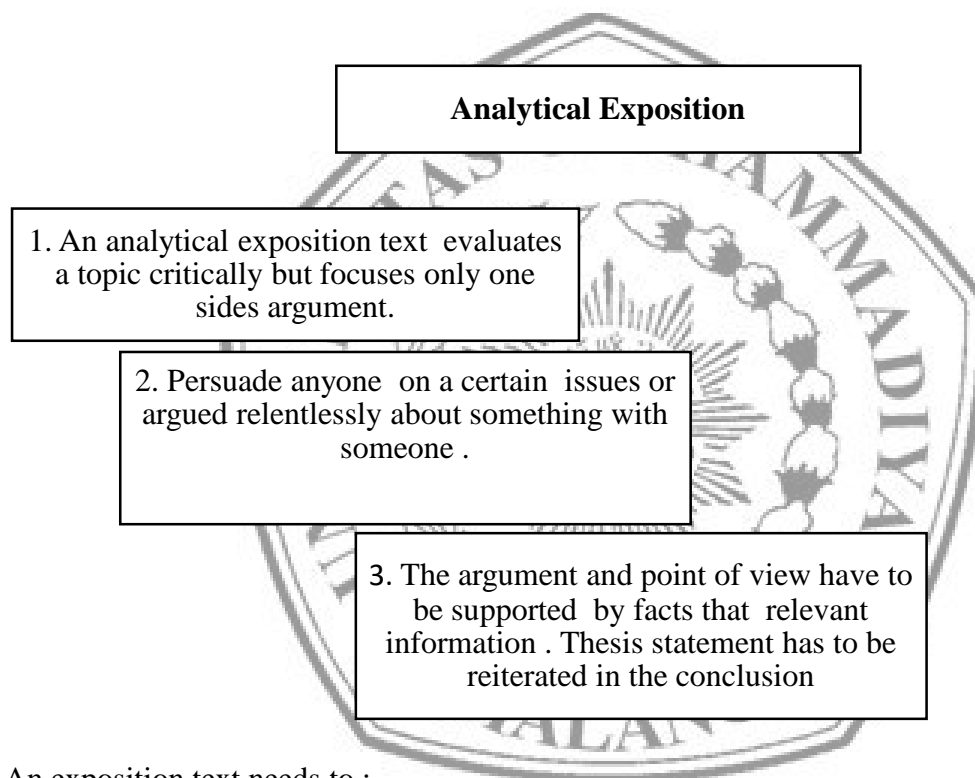 Analytical Exposition
1. An analytical exposition text evaluates
a topic critically but focuses only one
sides argument.
2. Persuade anyone on a certain issues or
argued relentlessly about something with
someone .
3. The argument and point of view have to
be supported by facts that relevant
information . Thesis statement has to be
reiterated in the conclusion
An exposition text needs to :